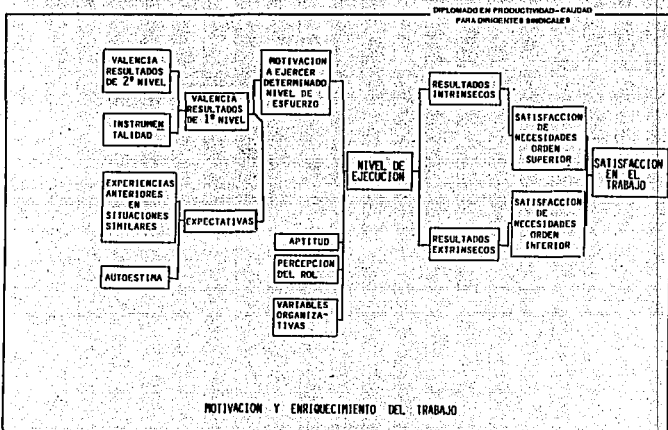 DIPLOMADO EN PRODUCTIVIDAD-CALIDAD
PARA DIRIGENTES SINDICALES
VALENCIA
RESULTADOS
DE 2º NIVEL
INSTRUMEN
TALIDAD
VALENCIA
RESULTADOS
DE 1º NIVEL
EXPERIENCIAS
ANTERIORES
EN
SITUACIONES
SIMILARES
AUTOESTIMA
EXPECTATIVAS
MOTIVACION
A EJERCER
DETERMINADO
NIVEL DE
ESFUERZO
APTITUD
PERCEPCION
DEL ROL
VARIABLES
ORGANIZA-
TIVAS
NIVEL DE
EJECUCION
RESULTADOS
INTRINSECOS
RESULTADOS
EXTRINSECOS
SATISFACCION
DE
NECESIDADES
ORDEN
SUPERIOR
SATISFACCION
DE
NECESIDADES
ORDEN
INFERIOR
SATISFACCION
EN EL
TRABAJO
MOTIVACION Y ENRIQUECIMIENTO DEL TRABAJO